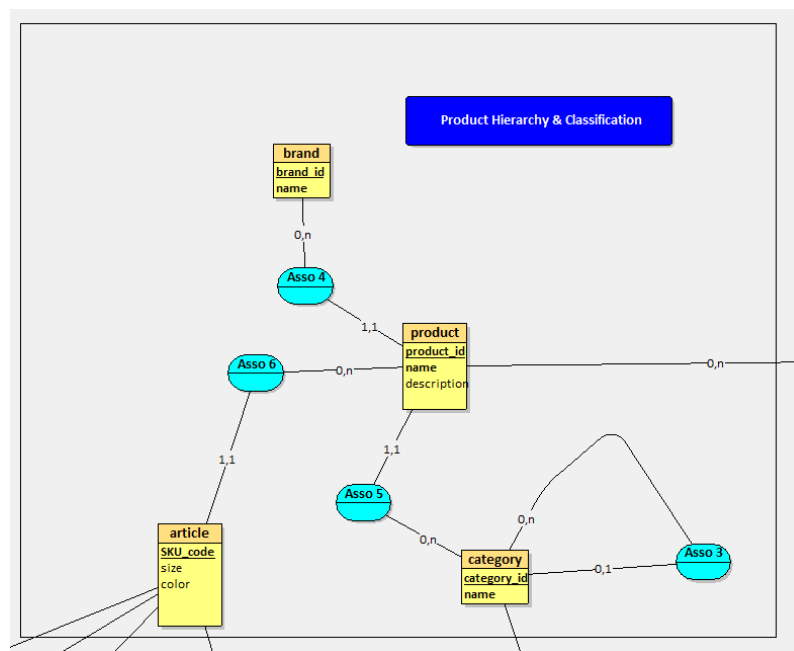 Product Hierarchy & Classification
brand
brand_id
name
0,n
Asso 4
1,1
product
product_id
name
description
Asso 6
0,n
0,n
1,1
1,1
Asso 5
0,n
0,n
article
SKU_code
size
color
category
category_id
name
0,1
Asso 3